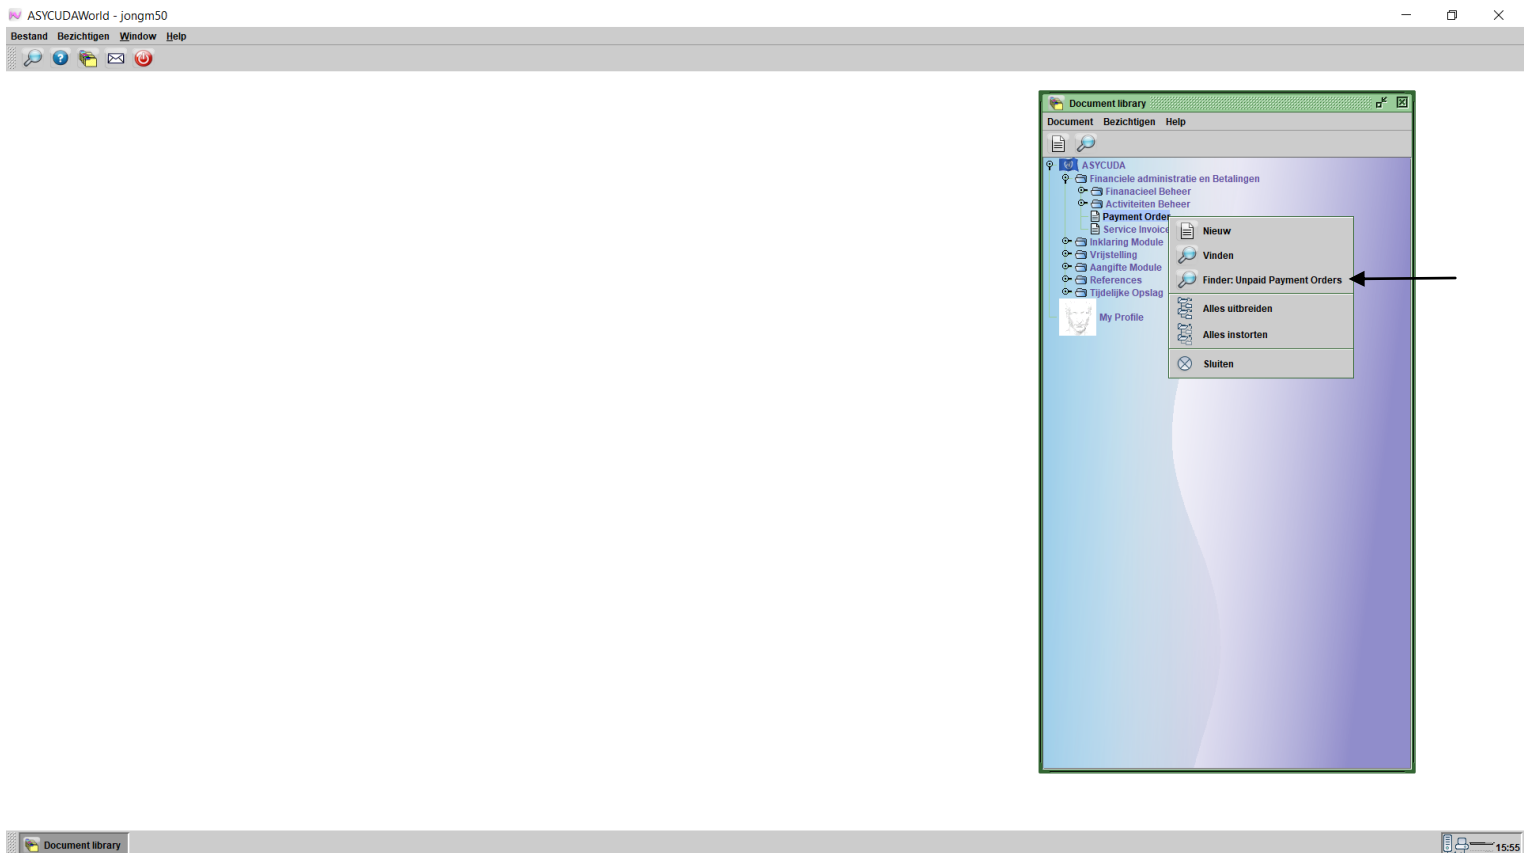 ASYCUDAWorld - jongm50
Bestand Bezichtigen Window Help
Document library
Document Bezichtigen Help
ASYCUDA
Financiele administratie en Betalingen
Finanacieel Beheer
Activiteiten Beheer
Payment Order
Service Invoice
Inklaring Module
Vrijstelling
Aangifte Module
References
Tijdelijke Opslag
My Profile
Nieuw
Vinden
Finder: Unpaid Payment Orders
Alles uitbreiden
Alles instorten
Sluiten
Document library
15:55